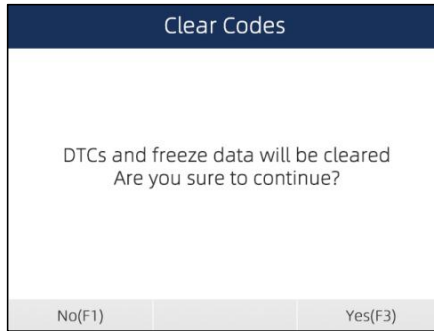 Clear Codes
DTCs and freeze data will be cleared
Are you sure to continue?
No(F1)
Yes(F3)